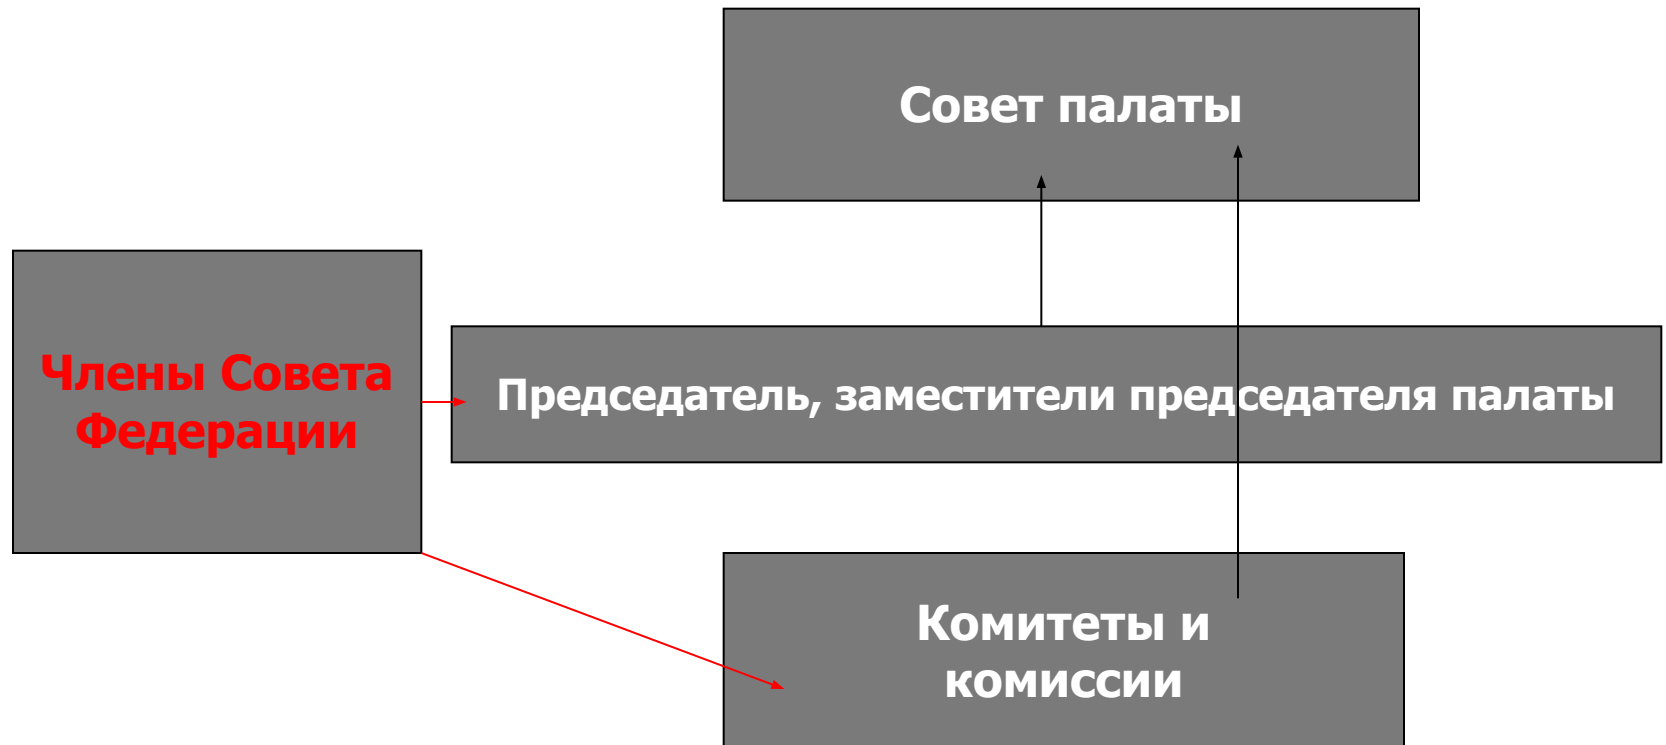 Совет палаты
Члены Совета
Федерации
Председатель, заместители председателя палаты
Комитеты и
комиссии